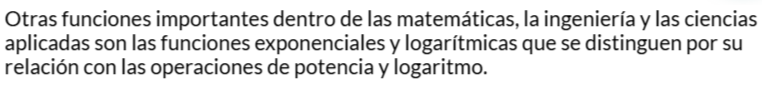 Otras funciones importantes dentro de las matemáticas, la ingeniería y las ciencias
aplicadas son las funciones exponenciales y logarítmicas que se distinguen por su
relación con las operaciones de potencia y logaritmo.